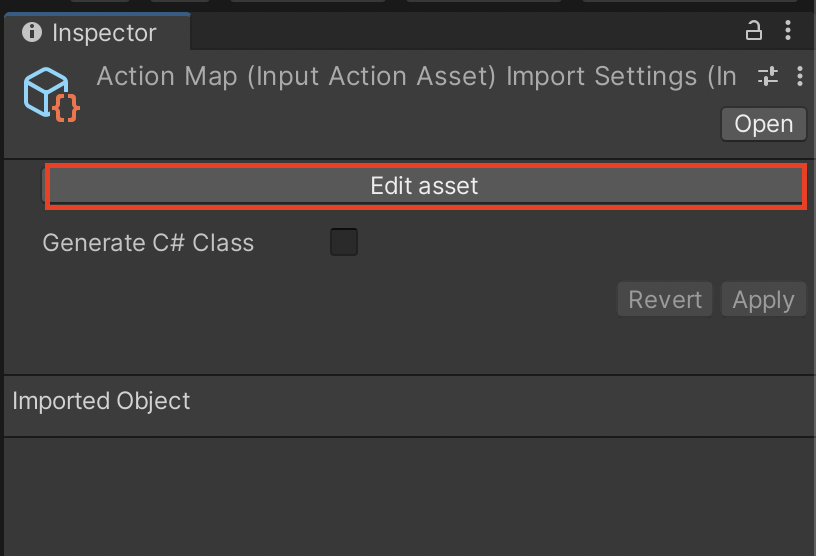 Inspector
Action Map (Input Action Asset) Import Settings (In
Open
Edit asset
Generate C# Class
Revert Apply
Imported Object